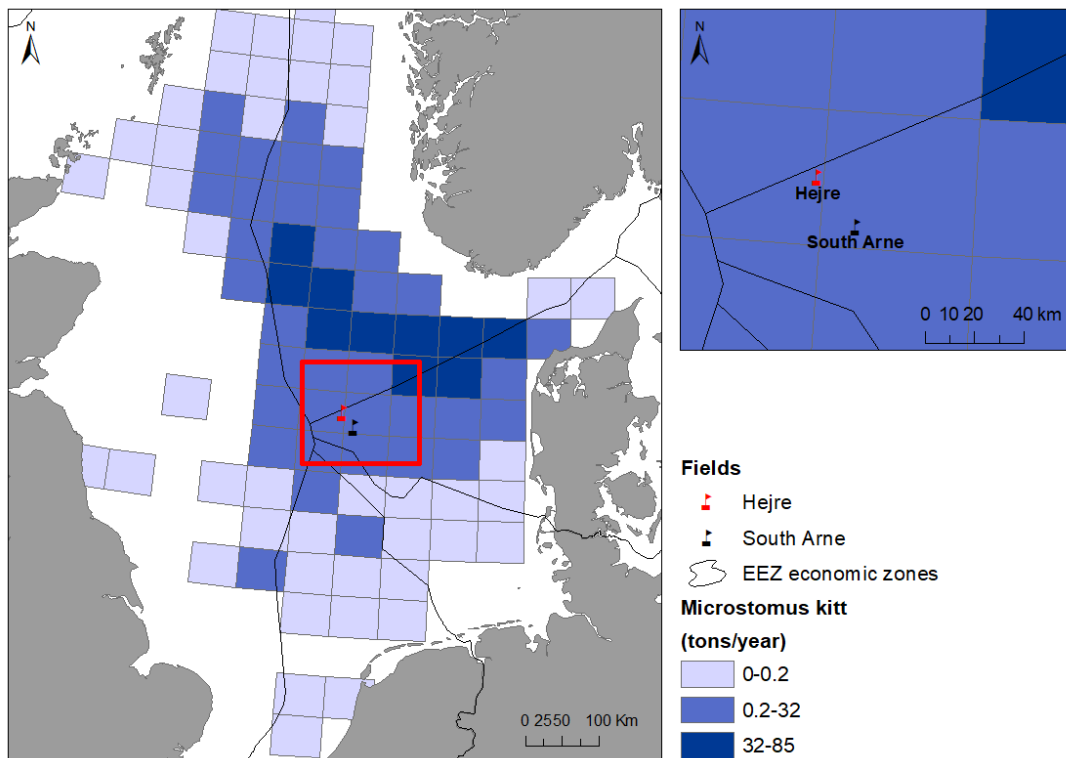 N
0 2550 100 Km
N
Hejre
South Arne
0 10 20 40 km
Fields
Hejre
South Arne
EEZ economic zones
Microstomus kitt
(tons/year)
0-0.2
0.2-32
32-85